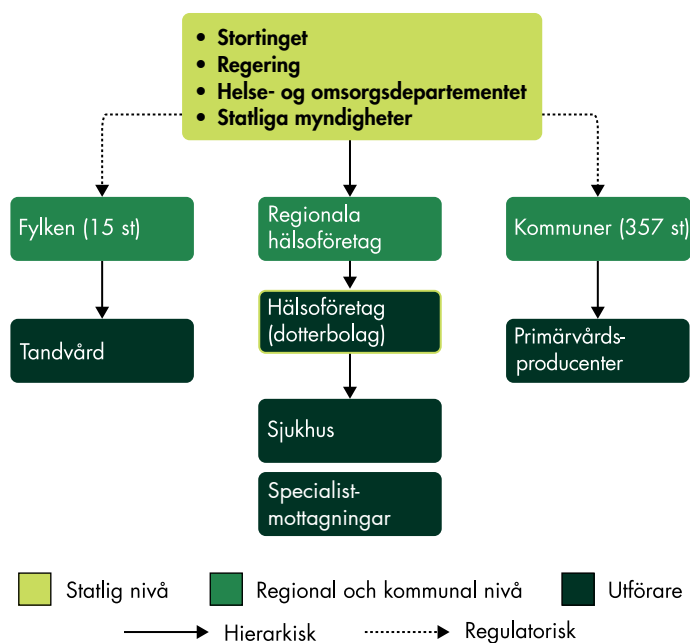 • Stortinget
• Regering
• Helse- og omsorgsdepartementet
• Statliga myndigheter
Fylken (15 st)
Regionala
hälsoföretag
Kommuner (357 st)
Tandvård
Hälsoföretag
(dotterbolag)
Primärvårds-
producenter
Sjukhus
Specialist-
mottagningar
Statlig nivå
Regional och kommunal nivå
Utförare
Hierarkisk
Regulatorisk